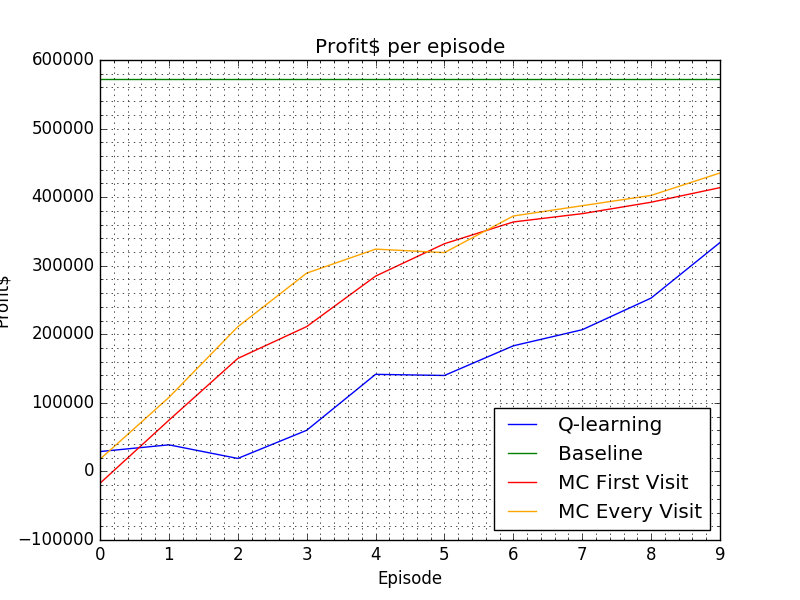 Profit$ per episode
600000
500000
400000
300000
200000
100000
0
−100000
Profit$
0 1 2 3 4 5 6 7 8 9
Episode
Q-learning
Baseline
MC First Visit
MC Every Visit